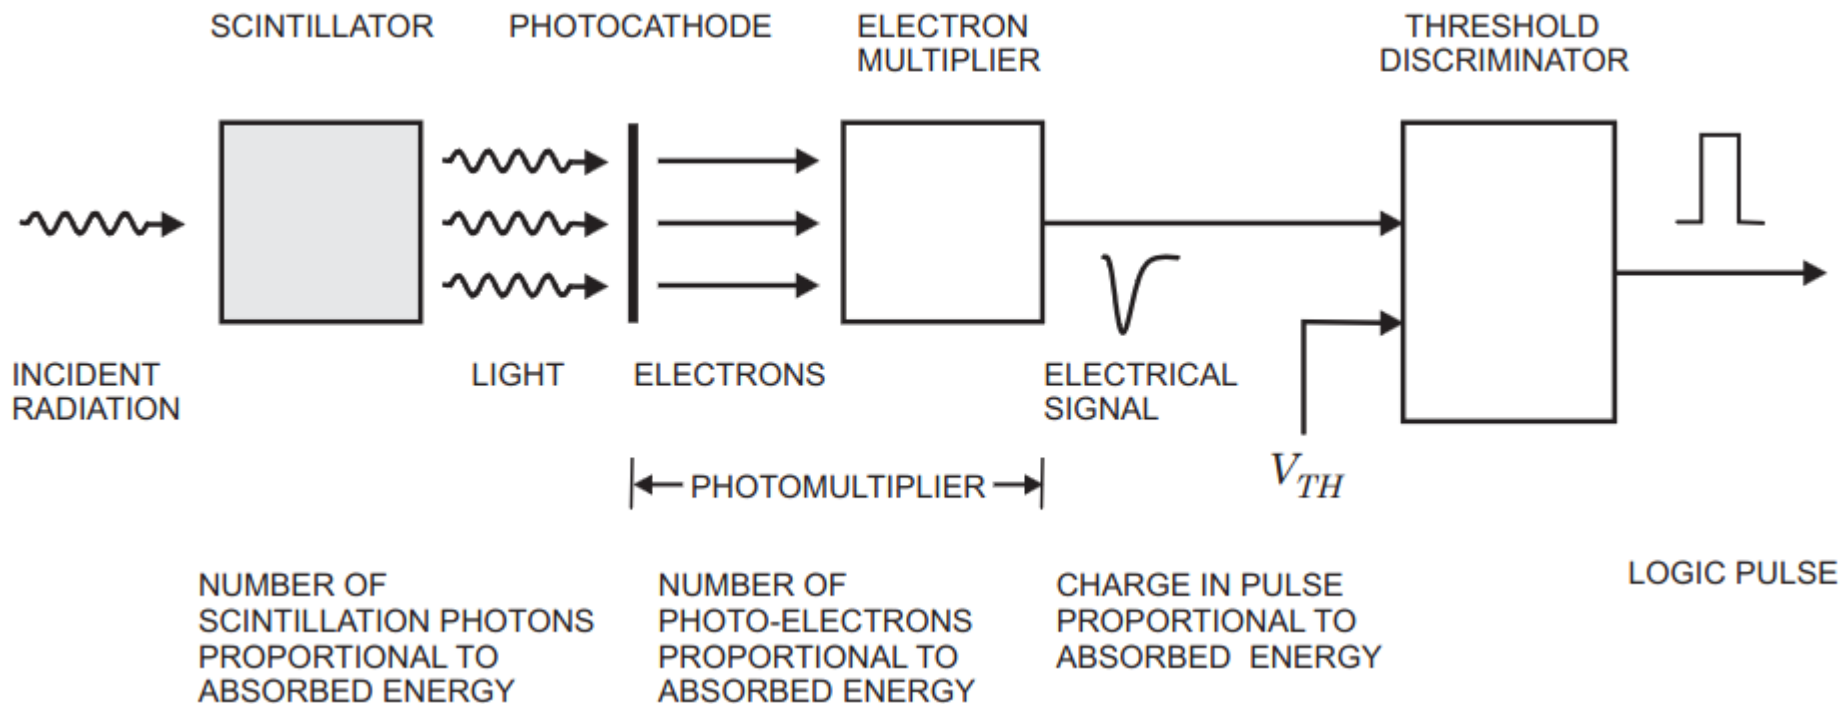 SCINTILLATOR
PHOTOCATHODE
ELECTRON
MULTIPLIER
THRESHOLD
DISCRIMINATOR
INCIDENT
RADIATION
LIGHT
ELECTRONS
ELECTRICAL
SIGNAL
V_TH
PHOTOMULTIPLIER
NUMBER OF
SCINTILLATION PHOTONS
PROPORTIONAL TO
ABSORBED ENERGY
NUMBER OF
PHOTO-ELECTRONS
PROPORTIONAL TO
ABSORBED ENERGY
CHARGE IN PULSE
PROPORTIONAL TO
ABSORBED ENERGY
LOGIC PULSE